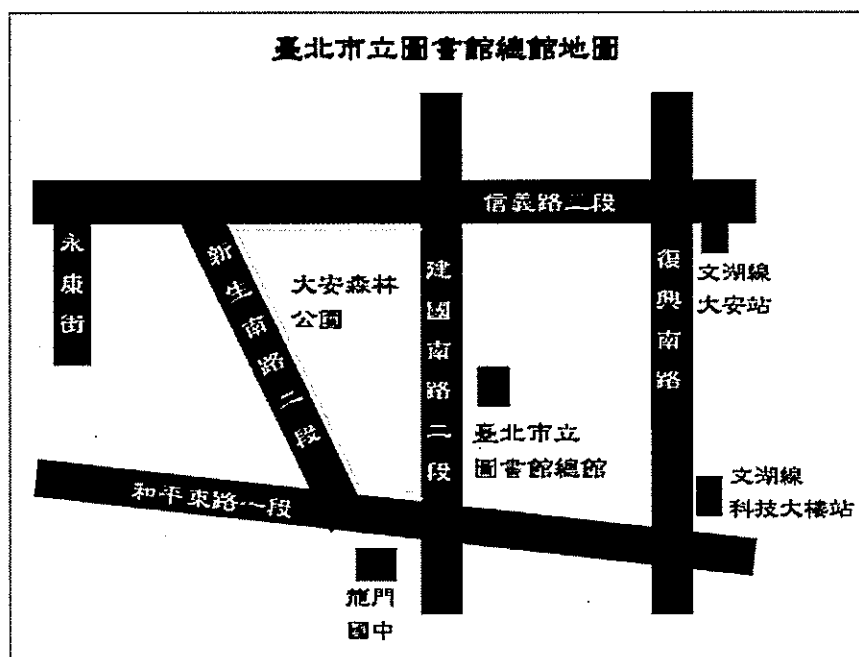 臺北市立圖書館總館地圖
信義路三段
永康街
新生南路二段
大安森林
公園
建國南路二段
復興南路
文湖線
大安站
臺北市立
圖書館總館
文湖線
科技大樓站
和平東路一段
龍門
國中